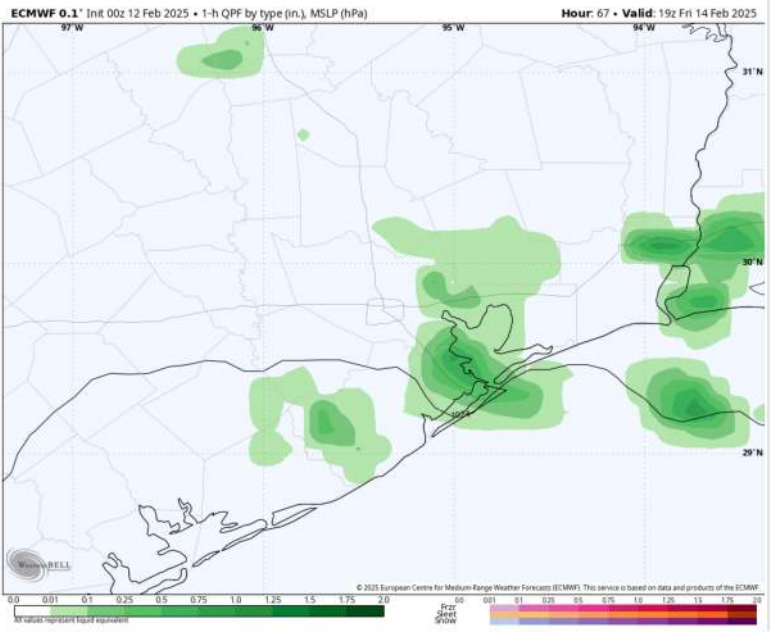 ECMWF 0.1° Init 00z 12 Feb 2025 • 1-h QPF by type (in.), MSLP (hPa)
Hour: 67 • Valid: 19z Fri 14 Feb 2025
97°W 96°W 95°W 94°W
31°N
30°N
29°N
WeatherBELL
© 2025 European Centre for Medium-Range Weather Forecasts (ECMWF). This service is based on data and products of the ECMWF.
0.0 0.01 0.1 0.25 0.5 0.75 1.0 1.25 1.5 1.75 2.0
All values represent liquid equivalent
0.0 0.01 0.1 0.25 0.5 0.75 1.0 1.25 1.5 1.75 2.0
Frzr
Sleet
Snow